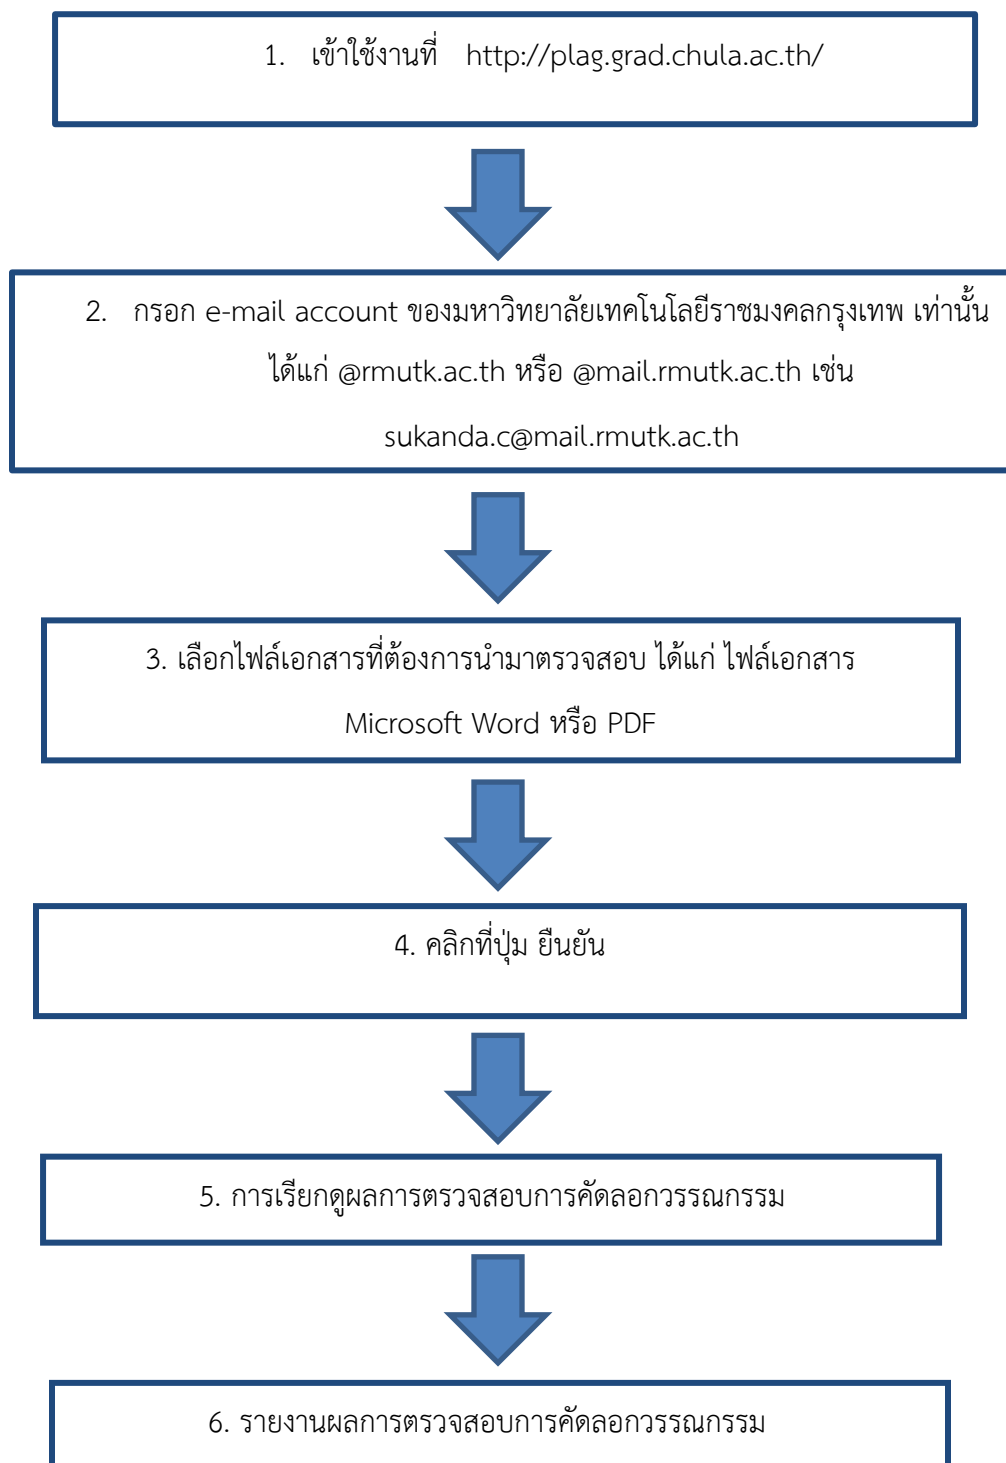 1. เข้าใช้งานที่ http://plag.grad.chula.ac.th/
2. กรอก e-mail account ของมหาวิทยาลัยเทคโนโลยีราชมงคลกรุงเทพ เท่านั้น
ได้แก่ @rmutk.ac.th หรือ @mail.rmutk.ac.th เช่น
sukanda.c@mail.rmutk.ac.th
3. เลือกไฟล์เอกสารที่ต้องการนำมาตรวจสอบ ได้แก่ ไฟล์เอกสาร
Microsoft Word หรือ PDF
4. คลิกที่ปุ่ม ยืนยัน
5. การเรียกดูผลการตรวจสอบการคัดลอกวรรณกรรม
6. รายงานผลการตรวจสอบการคัดลอกวรรณกรรม